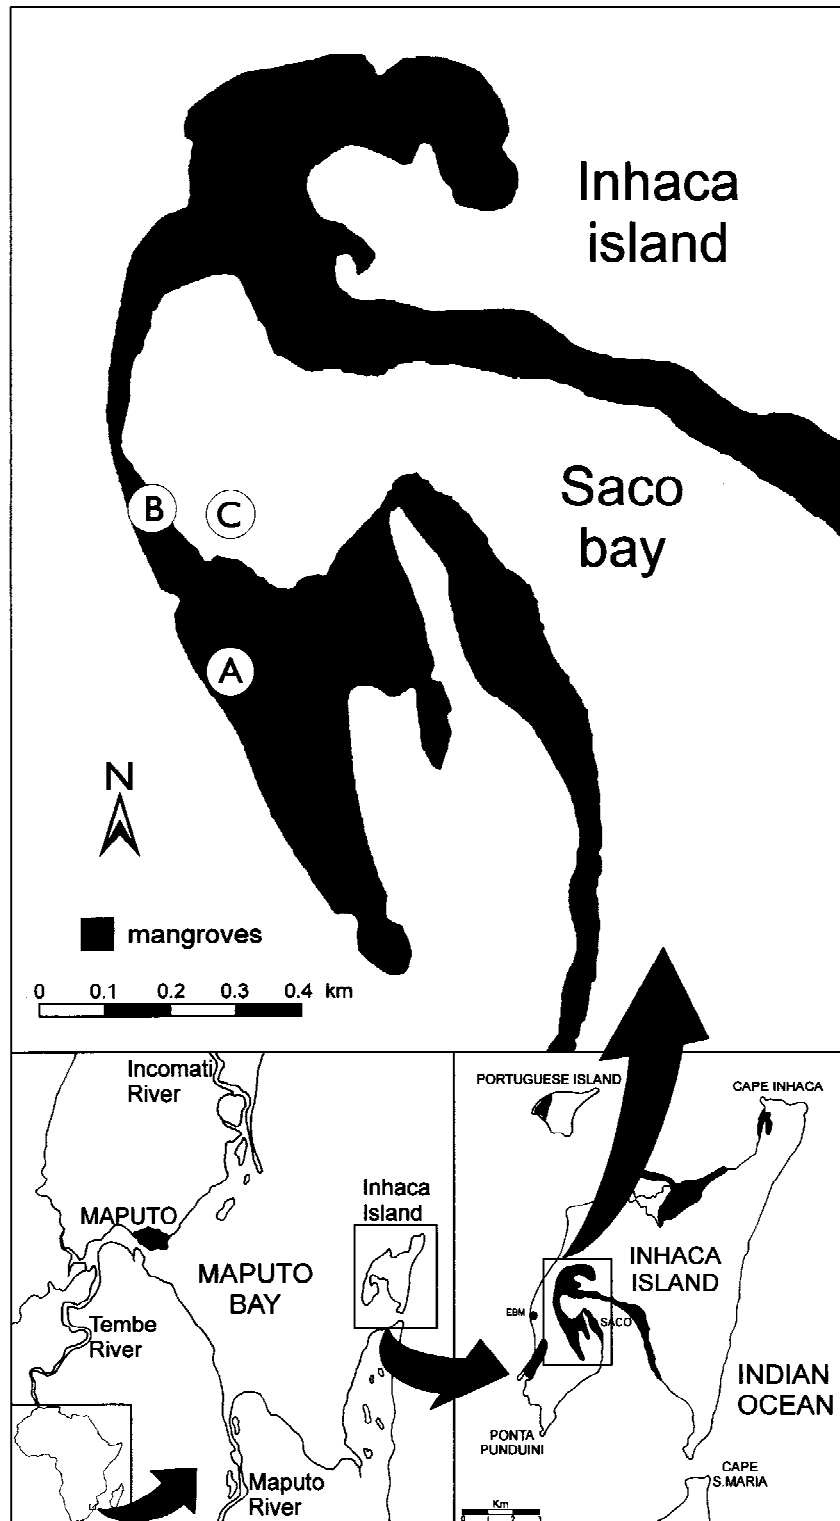 Inhaca
island
Saco
bay
B
C
A
N
mangroves
0 0.1 0.2 0.3 0.4 km
Incomati
River
MAPUTO
Inhaca
Island
MAPUTO
BAY
Tembe
River
Maputo
River
PORTUGUESE ISLAND
CAPE INHACA
INHACA
ISLAND
EBM
SACO
INDIAN
OCEAN
PONTA
PUNDUINI
CAPE
S.MARIA
Km